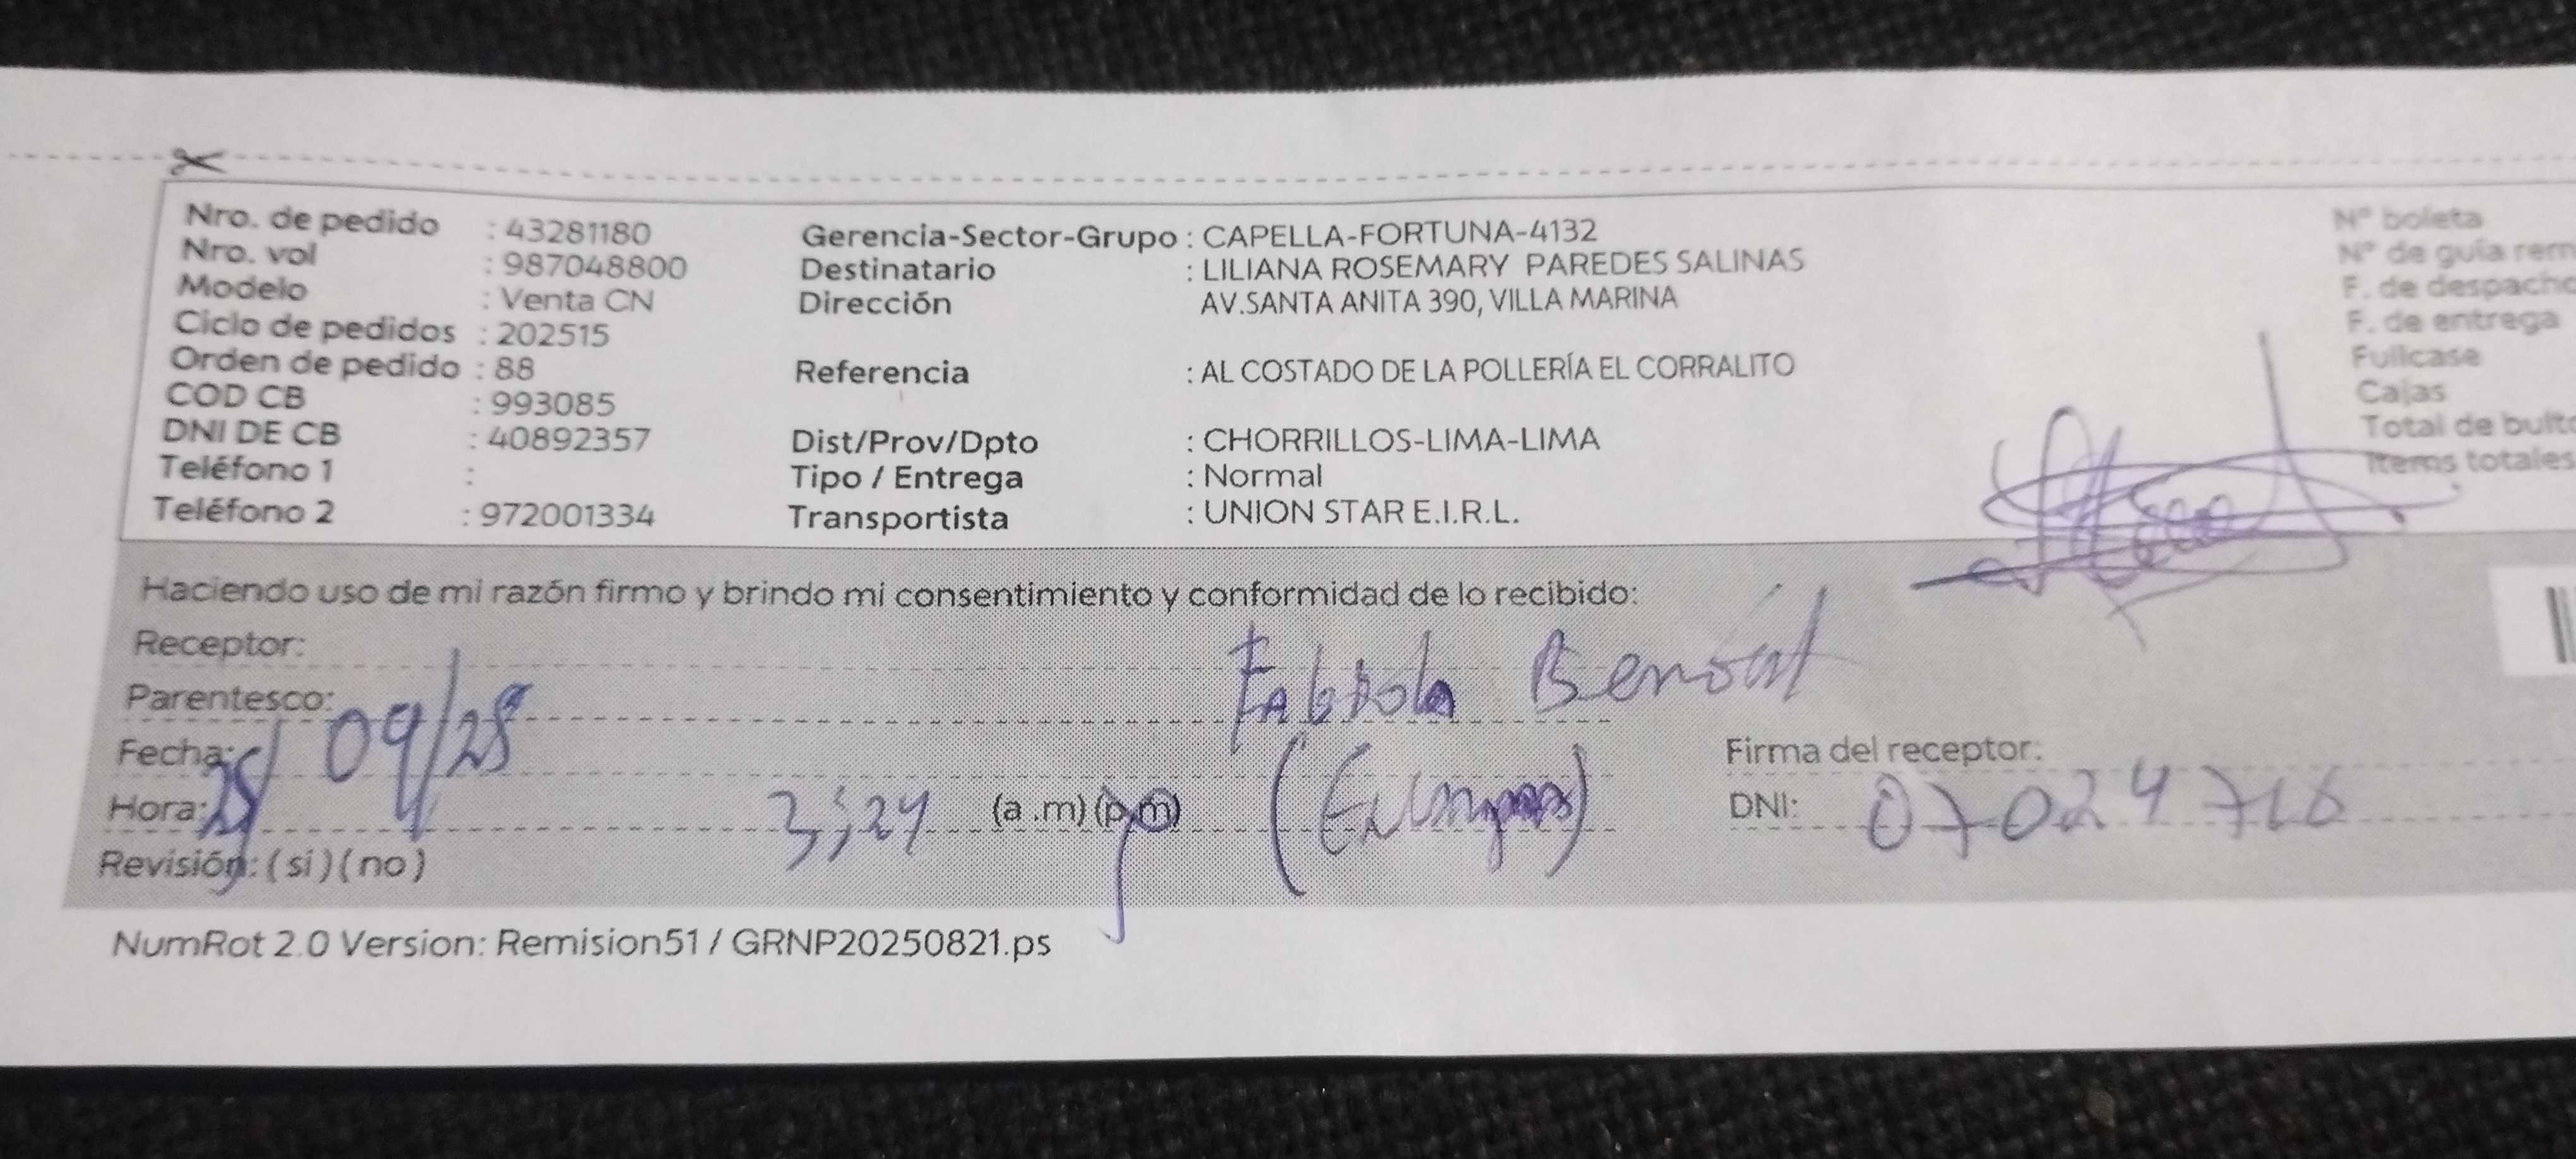 Nro. de pedido : 43281180
Nro. vol : 987048800
Modelo : Venta CN
Ciclo de pedidos : 202515
Orden de pedido : 88
COD CB : 993085
DNI DE CB : 40892357
Teléfono 1 :
Teléfono 2 : 972001334
Gerencia-Sector-Grupo : CAPELLA-FORTUNA-4132
Destinatario : LILIANA ROSEMARY PAREDES SALINAS
Dirección AV.SANTA ANITA 390, VILLA MARINA
Referencia : AL COSTADO DE LA POLLERÍA EL CORRALITO
Dist/Prov/Dpto : CHORRILLOS-LIMA-LIMA
Tipo / Entrega : Normal
Transportista : UNION STAR E.I.R.L.
N° boleta
N° de guía rem
F. de despacho
F. de entrega
Fullcase
Cajas
Total de bulto
Items totales
Haciendo uso de mi razón firmo y brindo mi consentimiento y conformidad de lo recibido:
Receptor:
Parentesco:
Fecha: 09/25
Hora: 3;24 (a.m)(p.m)
Revisión: (si)(no)
Firma del receptor:
DNI: 07024716
NumRot 2.0 Version: Remision51 / GRNP20250821.ps